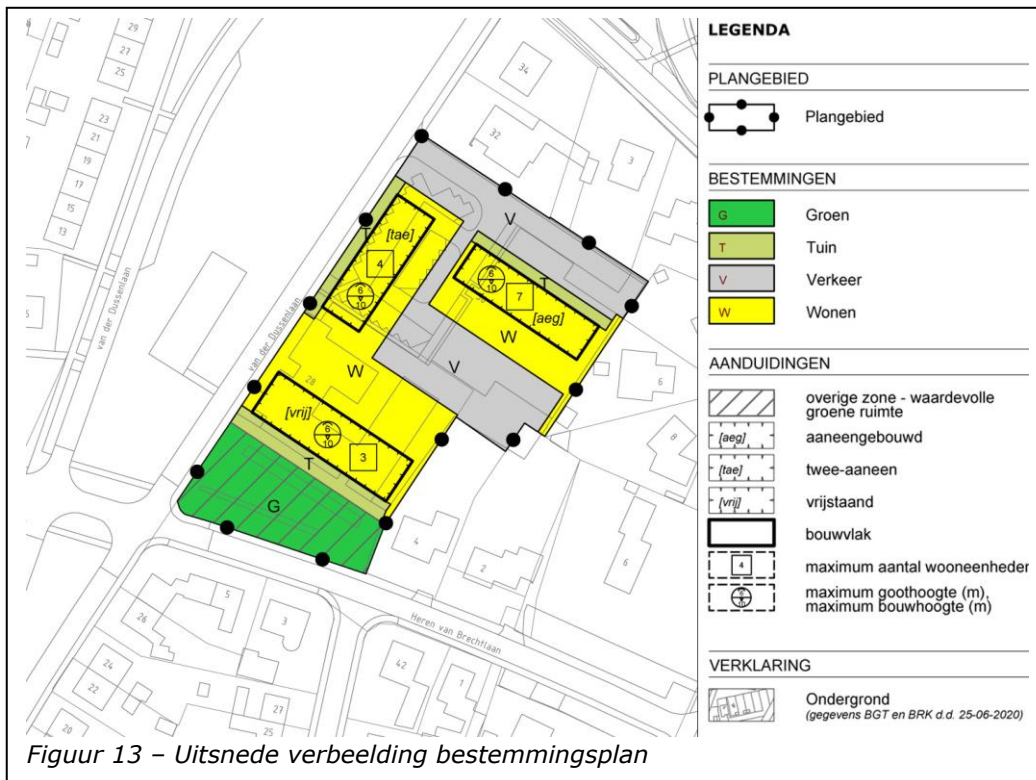 29
27
25
23
21
19
17
15
13
34
32
3
van der Dussenlaan
van der Dussenlaan
V
T
[tae]
4
6
10
6
10
7
T
[aeg]
W
W
V
28
[vrij]
6
10
3
T
G
6
8
6
4
2
5
3
26
24
22
20
27
25
42
1
Heren van Brechtlaan
LEGENDA
PLANGEBIED
Plangebied
BESTEMMINGEN
G Groen
T Tuin
V Verkeer
W Wonen
AANDUIDINGEN
overige zone - waardevolle
groene ruimte
[aeg] aaneengebouwd
[tae] twee-aaneen
[vrij] vrijstaand
bouwvlak
4 maximum aantal wooneenheden
maximum goothoogte (m),
maximum bouwhoogte (m)
VERKLARING
Ondergrond
(gegevens BGT en BRK d.d. 25-06-2020)
Figuur 13 – Uitsnede verbeelding bestemmingsplan